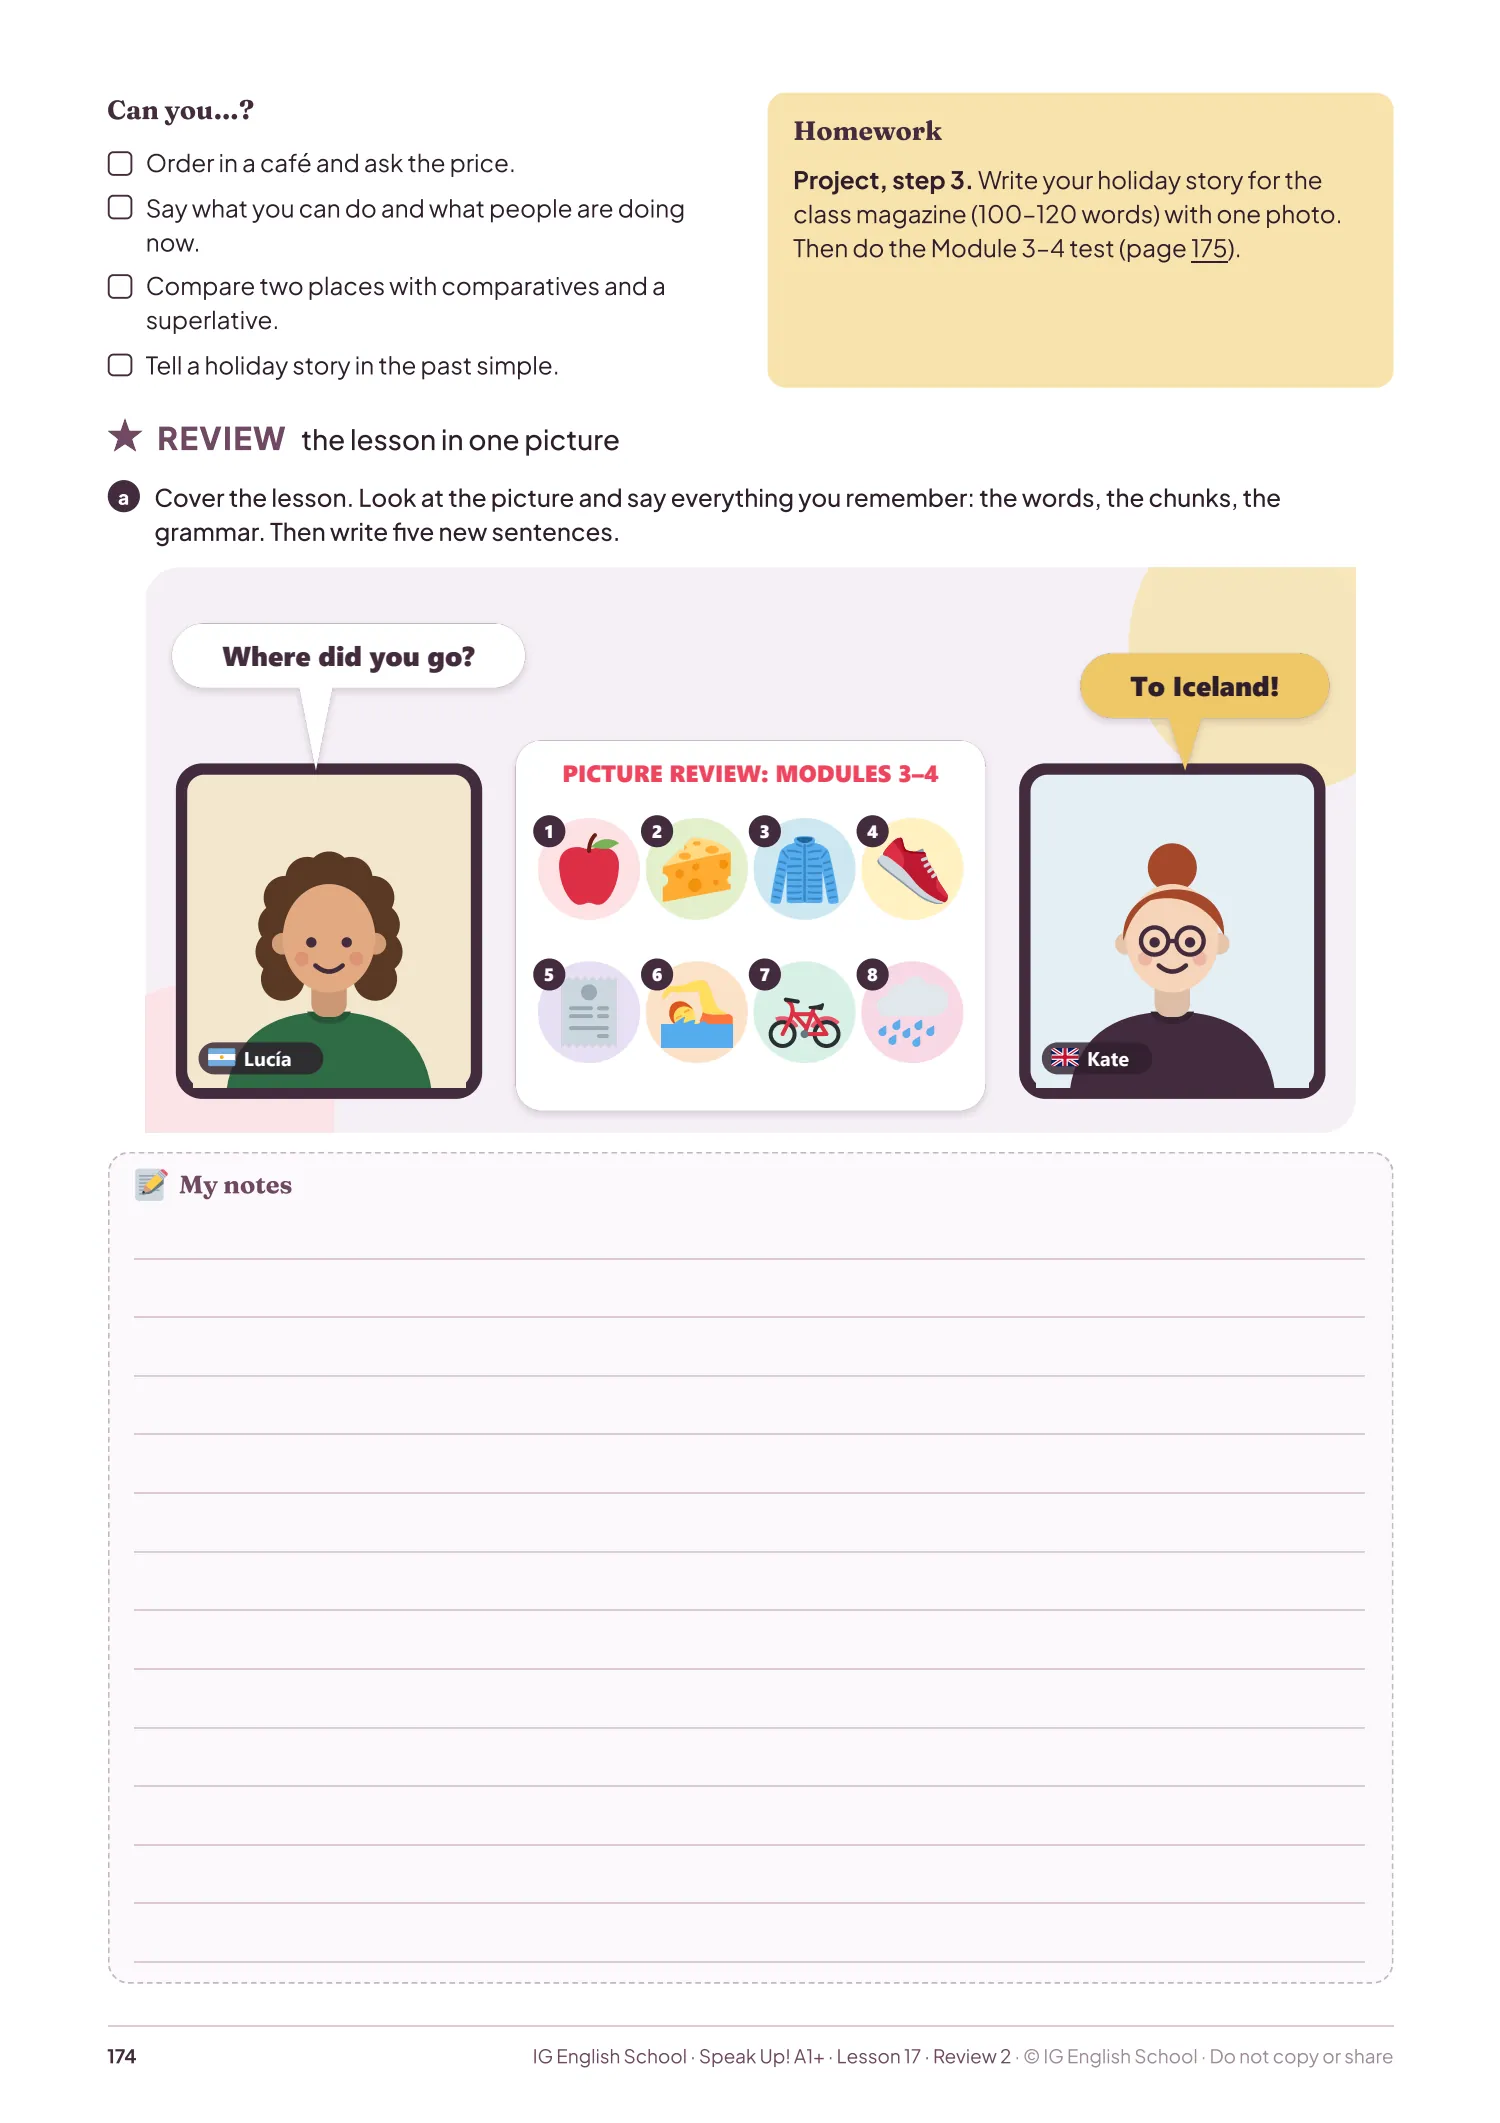 Can you...?
Order in a café and ask the price.
Say what you can do and what people are doing
now.
Compare two places with comparatives and a
superlative.
Tell a holiday story in the past simple.
Homework
Project, step 3. Write your holiday story for the
class magazine (100–120 words) with one photo.
Then do the Module 3–4 test (page 175).
★ REVIEW the lesson in one picture
a Cover the lesson. Look at the picture and say everything you remember: the words, the chunks, the
grammar. Then write five new sentences.
Where did you go?
To Iceland!
PICTURE REVIEW: MODULES 3–4
1 2 3 4
5 6 7 8
Lucía
Kate
My notes
174
IG English School · Speak Up! A1+ · Lesson 17 · Review 2 · © IG English School · Do not copy or share